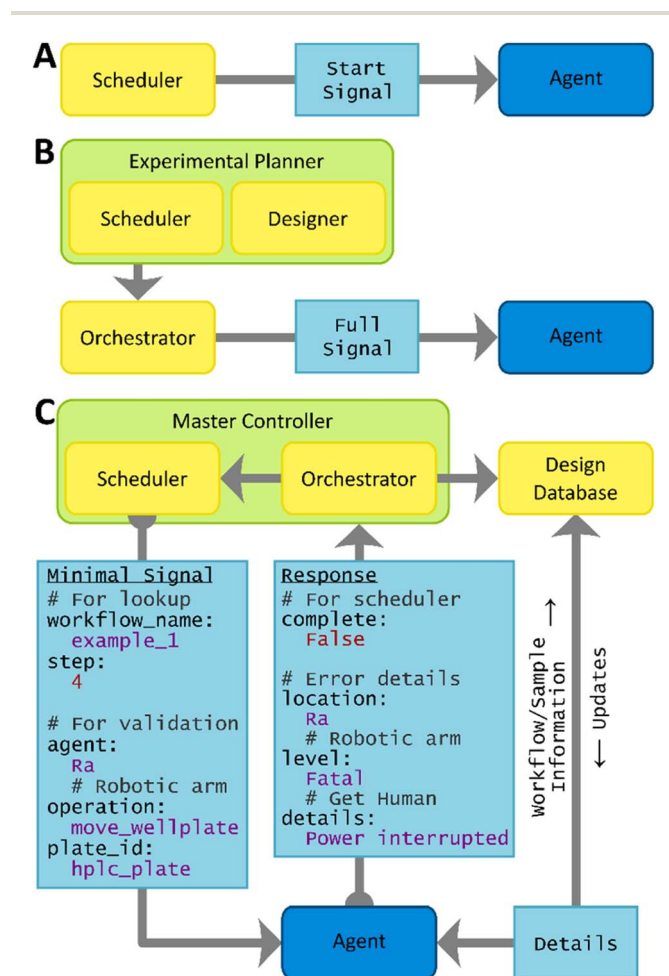 A
Scheduler
Start
Signal
Agent
B
Experimental Planner
Scheduler
Designer
Orchestrator
Full
Signal
Agent
C
Master Controller
Scheduler
Orchestrator
Design
Database
Minimal Signal
# For lookup
workflow_name:
example_1
step:
4
# For validation
agent:
Ra
# Robotic arm
operation:
move_wellplate
plate_id:
hplc_plate
Response
# For scheduler
complete:
False
# Error details
location:
Ra
# Robotic arm
level:
Fatal
# Get Human
details:
Power interrupted
Workflow/Sample →
Information
← Updates
Agent
Details